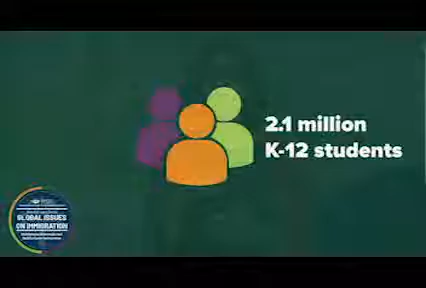 2.1 million
K-12 students
GLOBAL ISSUES
ON IMMIGRATION